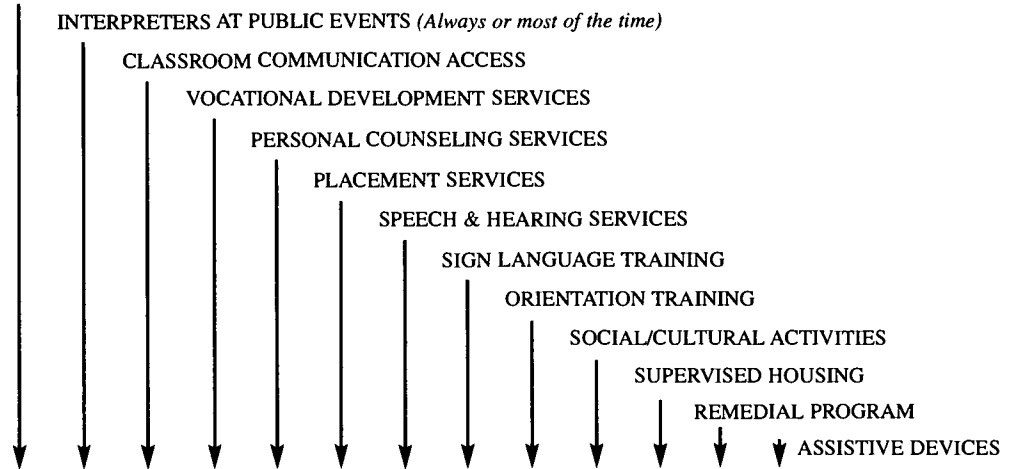 INTERPRETERS AT PUBLIC EVENTS (Always or most of the time)
CLASSROOM COMMUNICATION ACCESS
VOCATIONAL DEVELOPMENT SERVICES
PERSONAL COUNSELING SERVICES
PLACEMENT SERVICES
SPEECH & HEARING SERVICES
SIGN LANGUAGE TRAINING
ORIENTATION TRAINING
SOCIAL/CULTURAL ACTIVITIES
SUPERVISED HOUSING
REMEDIAL PROGRAM
ASSISTIVE DEVICES